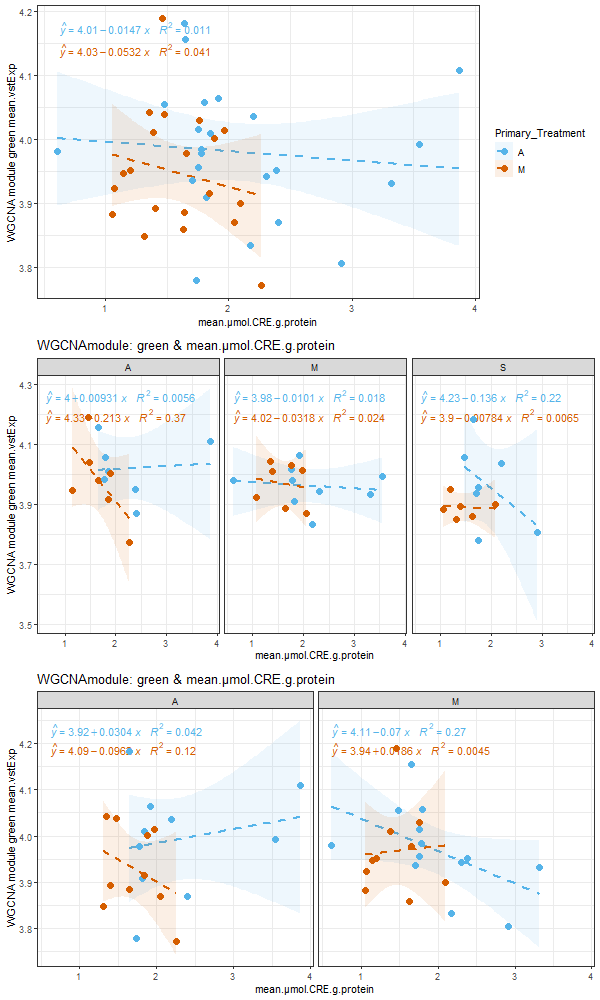 4.2
4.1
4.0
3.9
3.8
WGCNA module green mean.vstExp
ŷ = 4.01 − 0.0147 x R² = 0.011
ŷ = 4.03 − 0.0532 x R² = 0.041
1 2 3 4
mean.µmol.CRE.g.protein
Primary_Treatment
A
M
WGCNAmodule: green & mean.µmol.CRE.g.protein
A M S
4.3
4.1
3.9
3.7
3.5
WGCNA module green mean.vstExp
ŷ = 4 + 0.00931 x R² = 0.0056
ŷ = 4.33 − 0.213 x R² = 0.37
ŷ = 3.98 − 0.0101 x R² = 0.018
ŷ = 4.02 − 0.0318 x R² = 0.024
ŷ = 4.23 − 0.136 x R² = 0.22
ŷ = 3.9 − 0.00784 x R² = 0.0065
1 2 3 4 1 2 3 4 1 2 3 4
mean.µmol.CRE.g.protein
WGCNAmodule: green & mean.µmol.CRE.g.protein
A M
4.2
4.1
4.0
3.9
3.8
WGCNA module green mean.vstExp
ŷ = 3.92 + 0.0304 x R² = 0.042
ŷ = 4.09 − x R² = 0.12
ŷ = 4.11 − 0.07 x R² = 0.27
ŷ = 3.94 + 0.0186 x R² = 0.0045
1 2 3 4 1 2 3 4
mean.µmol.CRE.g.protein